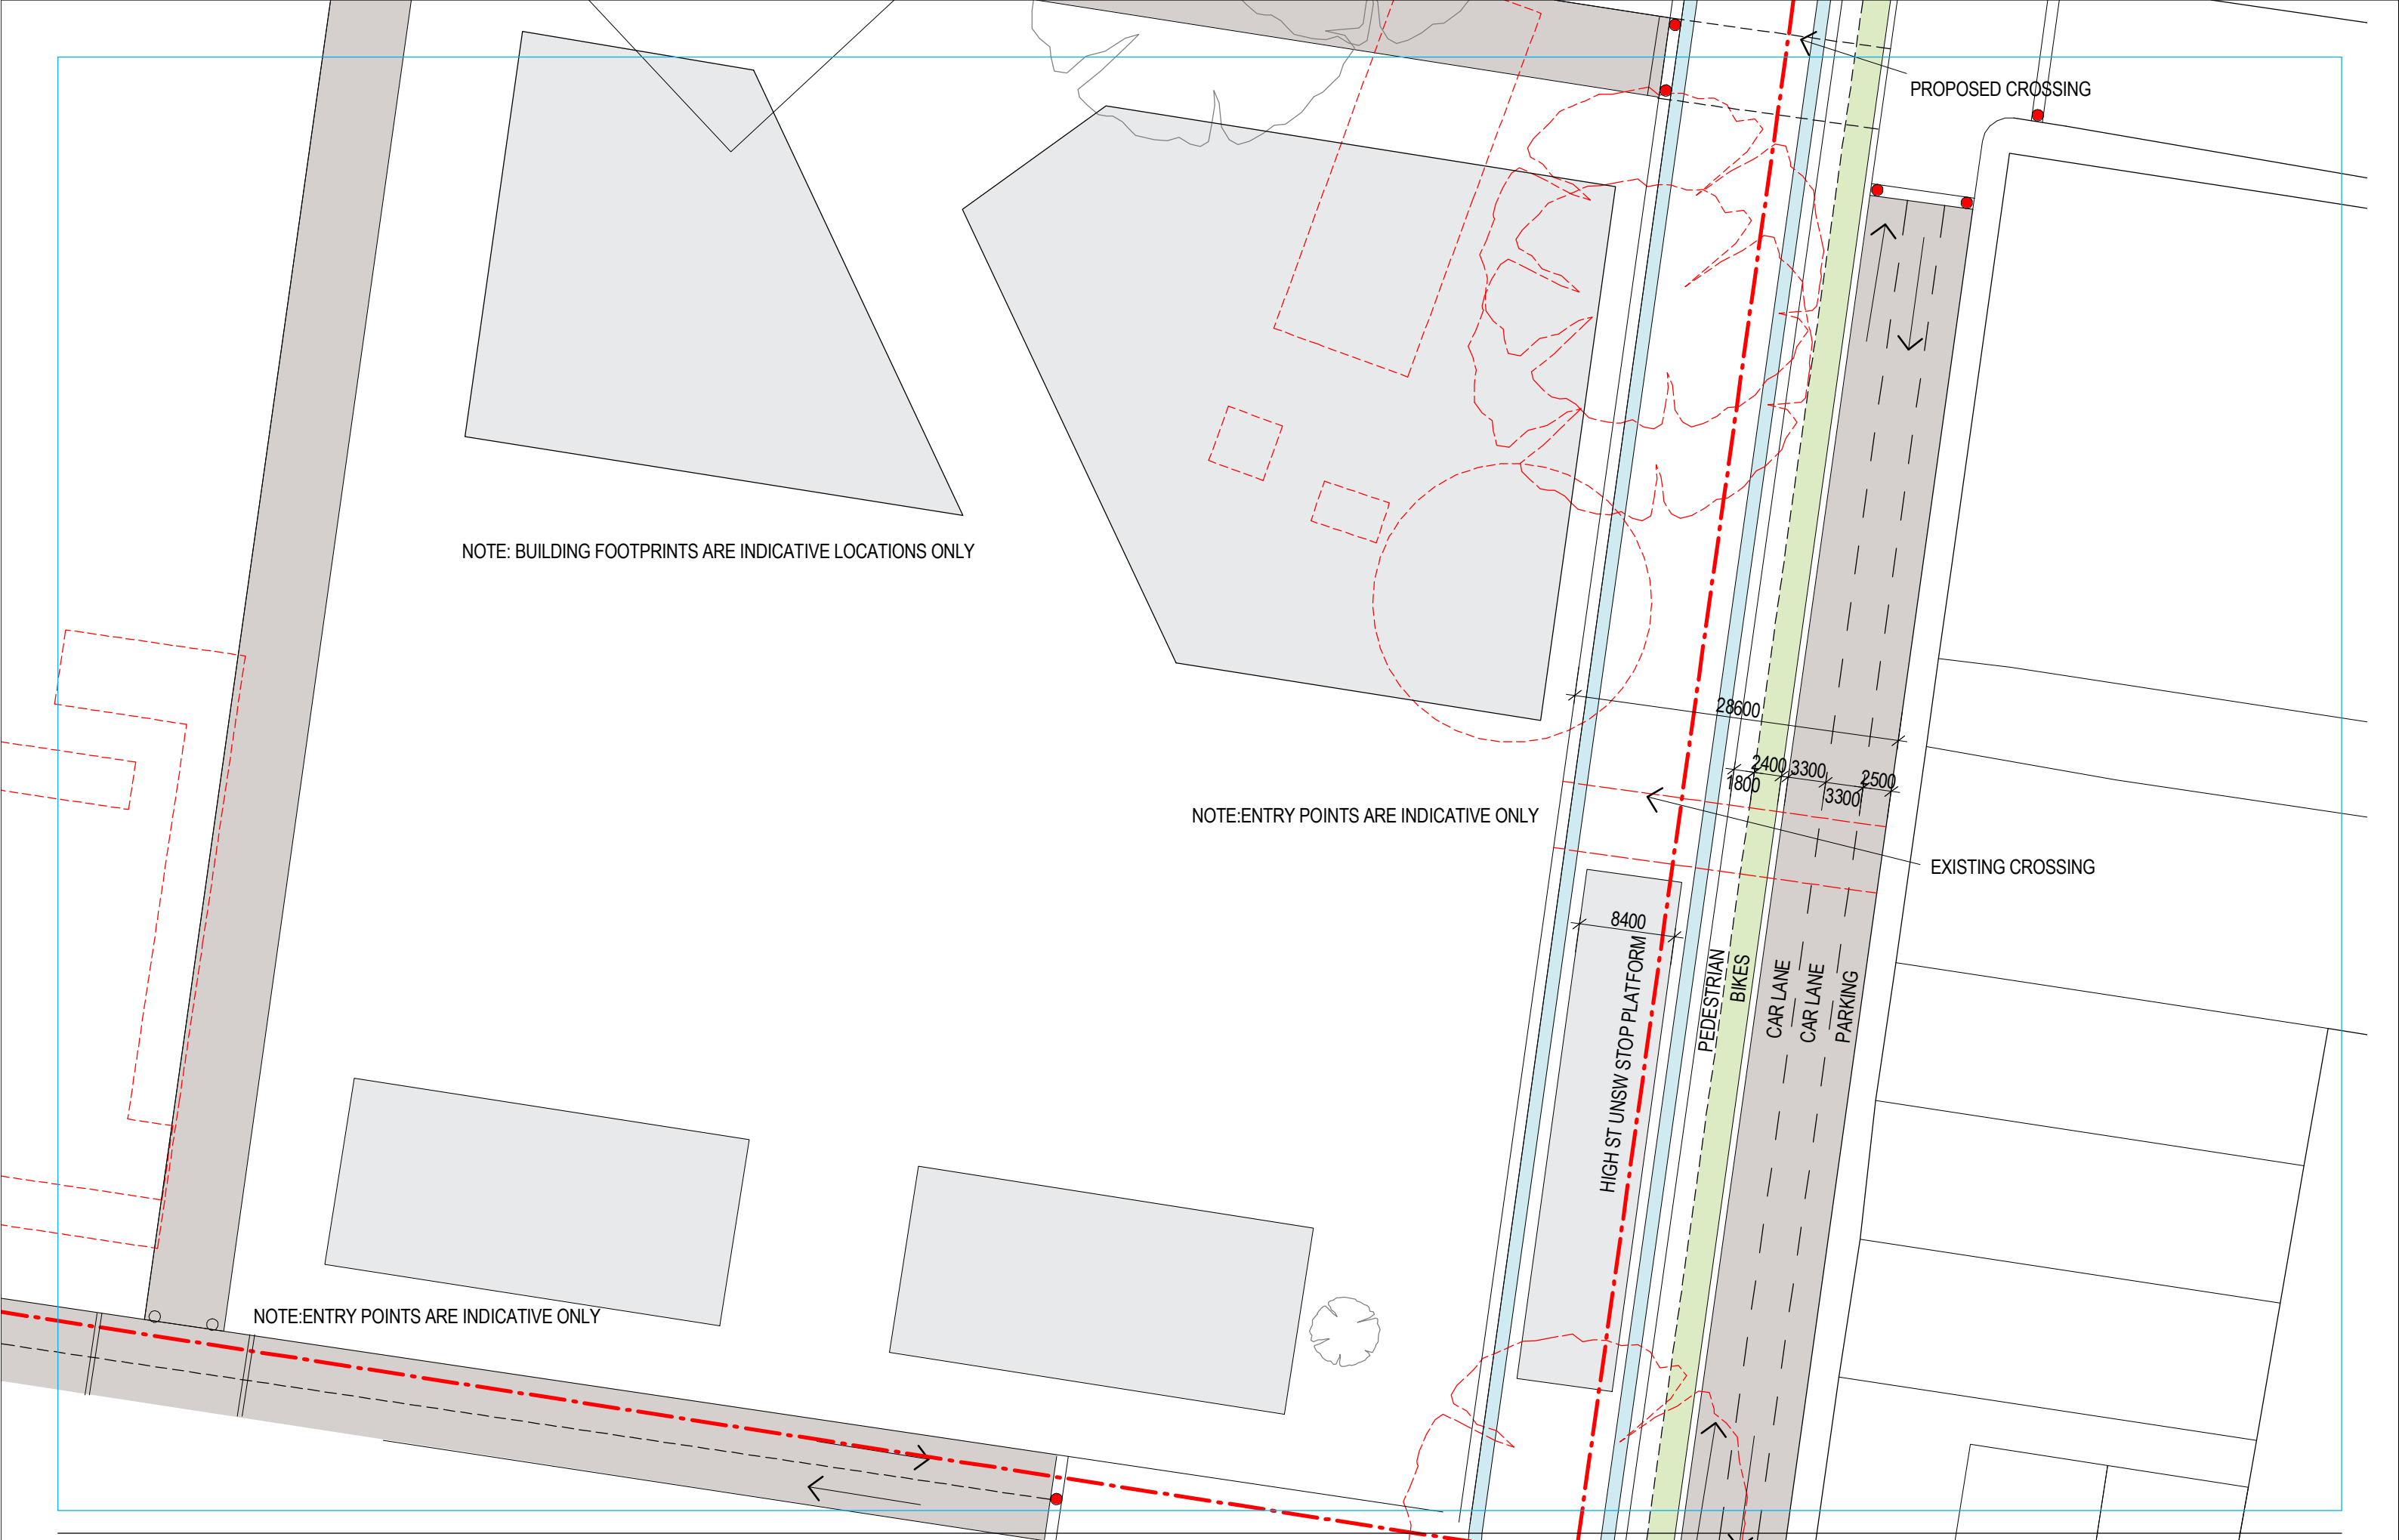 PROPOSED CROSSING
NOTE: BUILDING FOOTPRINTS ARE INDICATIVE LOCATIONS ONLY
28600
2400
3300
2500
1800
3300
NOTE:ENTRY POINTS ARE INDICATIVE ONLY
EXISTING CROSSING
8400
HIGH ST UNSW STOP PLATFORM
PEDESTRIAN
BIKES
CAR LANE
CAR LANE
PARKING
NOTE:ENTRY POINTS ARE INDICATIVE ONLY